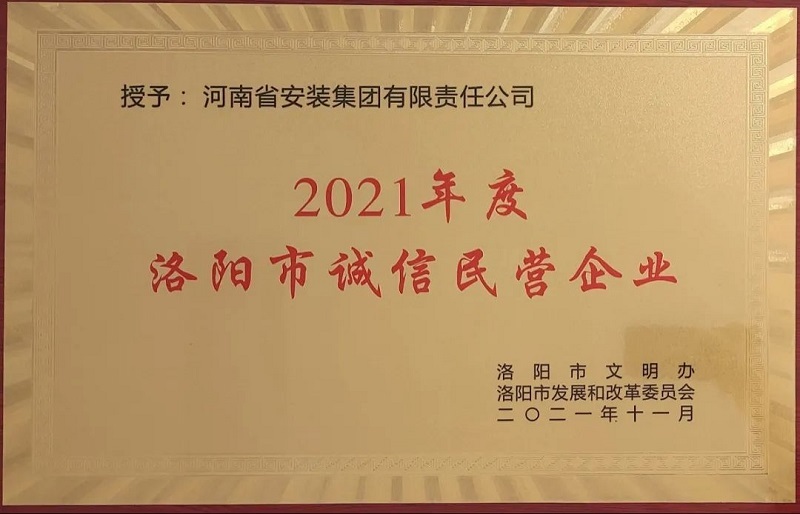 授予：河南省安装集团有限责任公司
2021年度
洛阳市诚信民营企业
洛阳市文明办
洛阳市发展和改革委员会
二〇二一年十一月